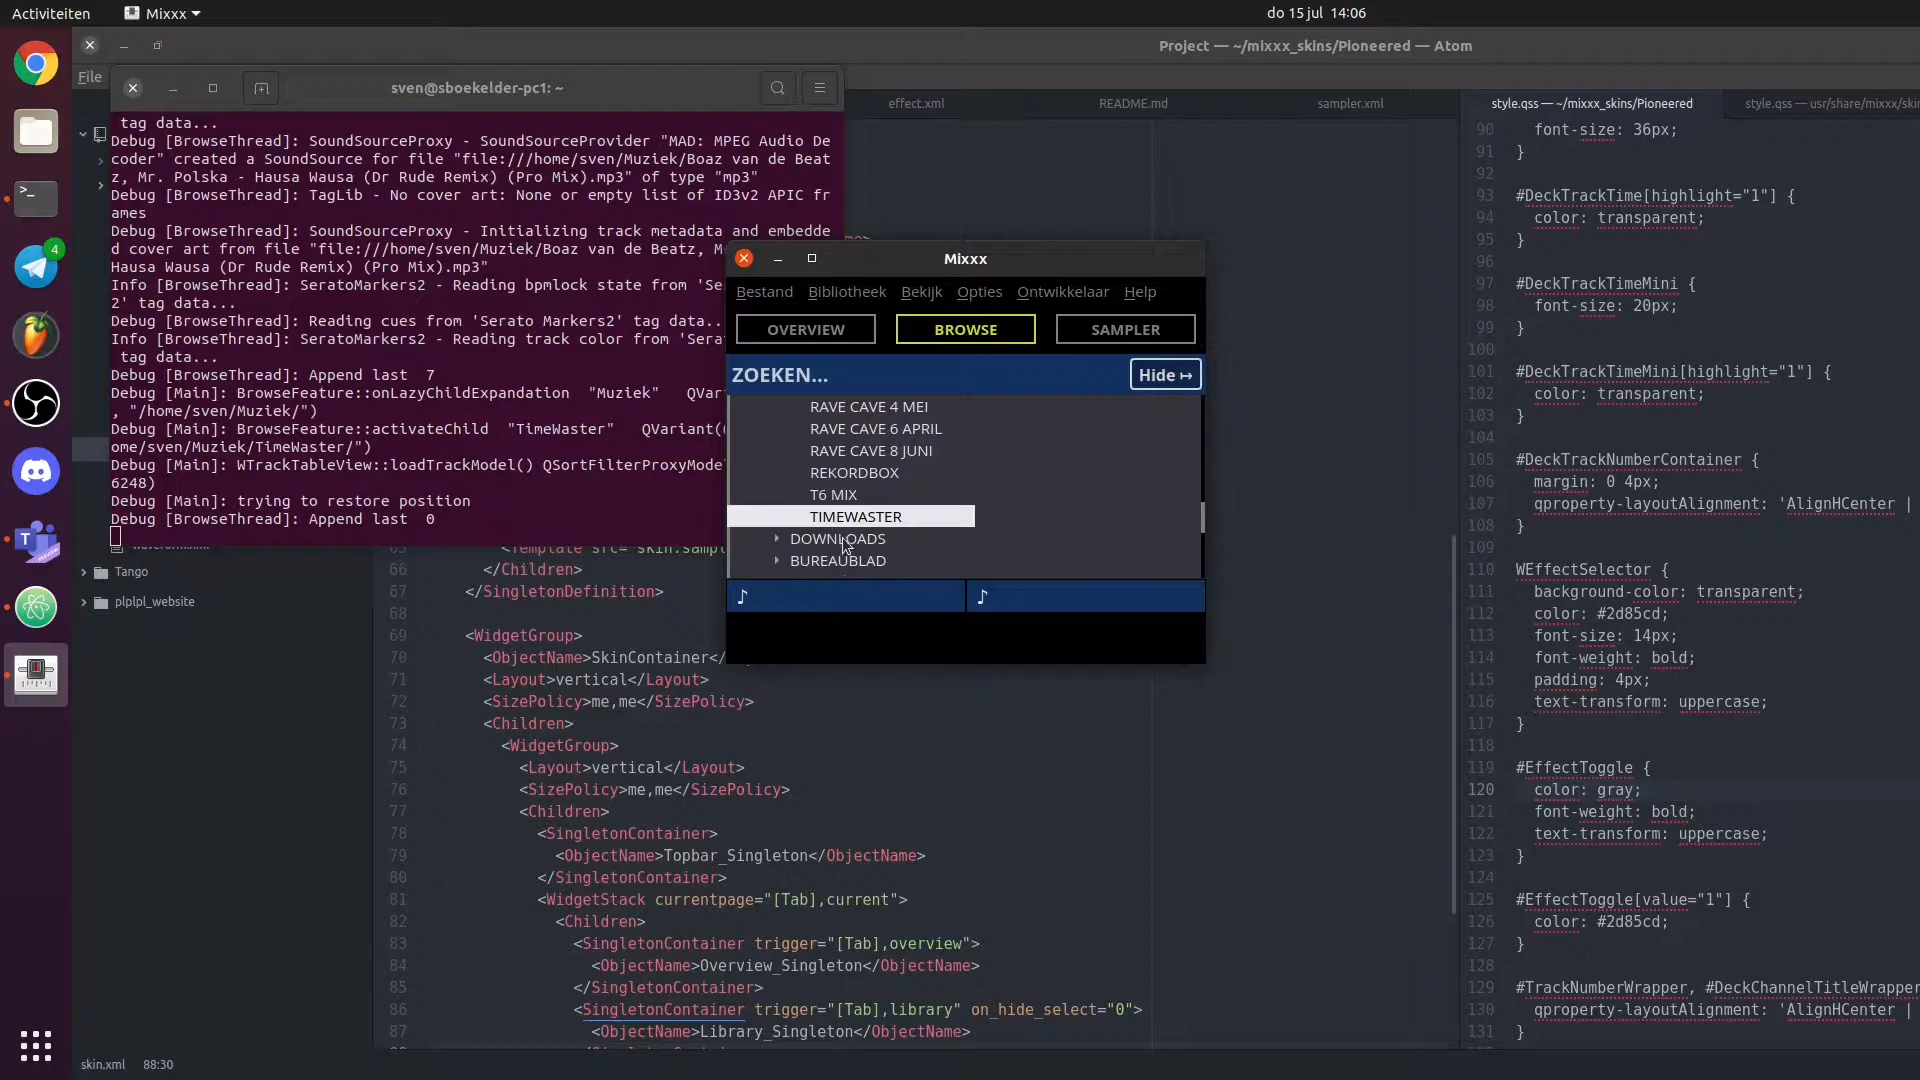 Activiteiten
Mixxx
do 15 jul 14:06
Project — ~/mixxx_skins/Pioneered — Atom
File
sven@sboekelder-pc1: ~
tag data...
Debug [BrowseThread]: SoundSourceProxy - SoundSourceProvider "MAD: MPEG Audio De
coder" created a SoundSource for file "file:///home/sven/Muziek/Boaz van de Beat
z, Mr. Polska - Hausa Wausa (Dr Rude Remix) (Pro Mix).mp3" of type "mp3"
Debug [BrowseThread]: TagLib - No cover art: None or empty list of ID3v2 APIC fr
ames
Debug [BrowseThread]: SoundSourceProxy - Initializing track metadata and embedde
d cover art from file "file:///home/sven/Muziek/Boaz van de Beatz, M
Hausa Wausa (Dr Rude Remix) (Pro Mix).mp3"
Info [BrowseThread]: SeratoMarkers2 - Reading bpmlock state from 'Se
2' tag data...
Debug [BrowseThread]: Reading cues from 'Serato Markers2' tag data..
Info [BrowseThread]: SeratoMarkers2 - Reading track color from 'Sera
tag data...
Debug [BrowseThread]: Append last 7
Debug [Main]: BrowseFeature::onLazyChildExpandation "Muziek" QVar
, "/home/sven/Muziek/")
Debug [Main]: BrowseFeature::activateChild "TimeWaster" QVariant(
ome/sven/Muziek/TimeWaster/")
Debug [Main]: WTrackTableView::loadTrackModel() QSortFilterProxyMode
6248)
Debug [Main]: trying to restore position
Debug [BrowseThread]: Append last 0
Tango
plplpl_website
effect.xml
README.md
sampler.xml
style.qss — ~/mixxx_skins/Pioneered
style.qss — usr/share/mixxx/skin
Mixxx
Bestand Bibliotheek Bekijk Opties Ontwikkelaar Help
OVERVIEW
BROWSE
SAMPLER
ZOEKEN...
Hide ↦
RAVE CAVE 4 MEI
RAVE CAVE 6 APRIL
RAVE CAVE 8 JUNI
REKORDBOX
T6 MIX
TIMEWASTER
DOWNLOADS
BUREAUBLAD
♪
♪
66 </Children>
67 </SingletonDefinition>
68
69 <WidgetGroup>
70 <ObjectName>SkinContainer</
71 <Layout>vertical</Layout>
72 <SizePolicy>me,me</SizePolicy>
73 <Children>
74 <WidgetGroup>
75 <Layout>vertical</Layout>
76 <SizePolicy>me,me</SizePolicy>
77 <Children>
78 <SingletonContainer>
79 <ObjectName>Topbar_Singleton</ObjectName>
80 </SingletonContainer>
81 <WidgetStack currentpage="[Tab],current">
82 <Children>
83 <SingletonContainer trigger="[Tab],overview">
84 <ObjectName>Overview_Singleton</ObjectName>
85 </SingletonContainer>
86 <SingletonContainer trigger="[Tab],library" on_hide_select="0">
87 <ObjectName>Library_Singleton</ObjectName>
90 font-size: 36px;
91 }
92
93 #DeckTrackTime[highlight="1"] {
94 color: transparent;
95 }
96
97 #DeckTrackTimeMini {
98 font-size: 20px;
99 }
100
101 #DeckTrackTimeMini[highlight="1"] {
102 color: transparent;
103 }
104
105 #DeckTrackNumberContainer {
106 margin: 0 4px;
107 qproperty-layoutAlignment: 'AlignHCenter |
108 }
109
110 WEffectSelector {
111 background-color: transparent;
112 color: #2d85cd;
113 font-size: 14px;
114 font-weight: bold;
115 padding: 4px;
116 text-transform: uppercase;
117 }
118
119 #EffectToggle {
120 color: gray;
121 font-weight: bold;
122 text-transform: uppercase;
123 }
124
125 #EffectToggle[value="1"] {
126 color: #2d85cd;
127 }
128
129 #TrackNumberWrapper, #DeckChannelTitleWrapper
130 qproperty-layoutAlignment: 'AlignHCenter |
131 }
4
skin.xml 88:30